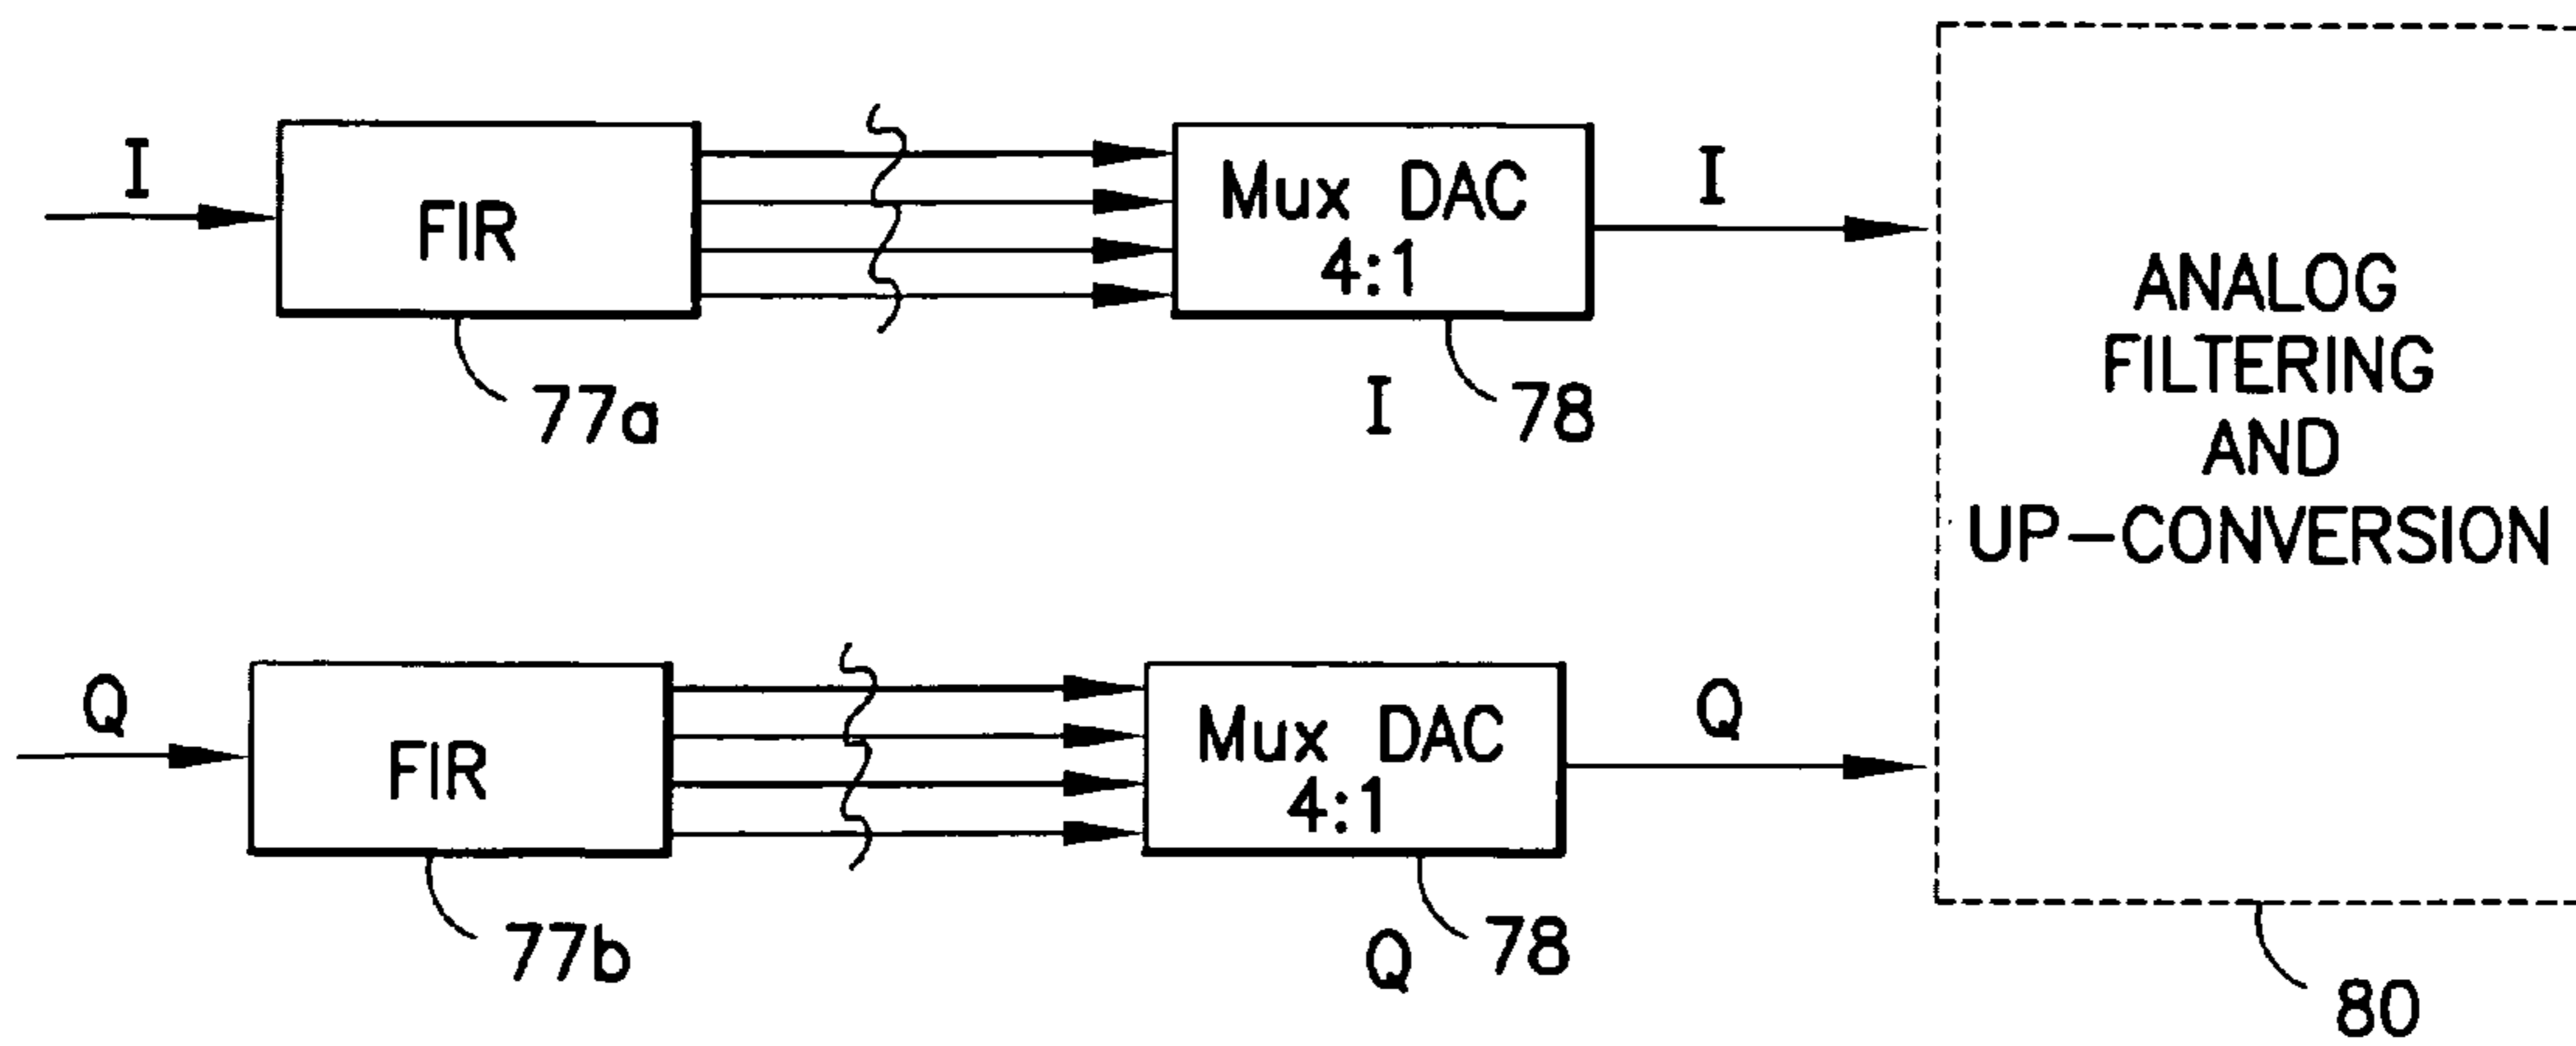 I
FIR
Mux DAC
4:1
I
77a
I
78
ANALOG
FILTERING
AND
UP-CONVERSION
Q
FIR
Mux DAC
4:1
Q
77b
Q
78
80